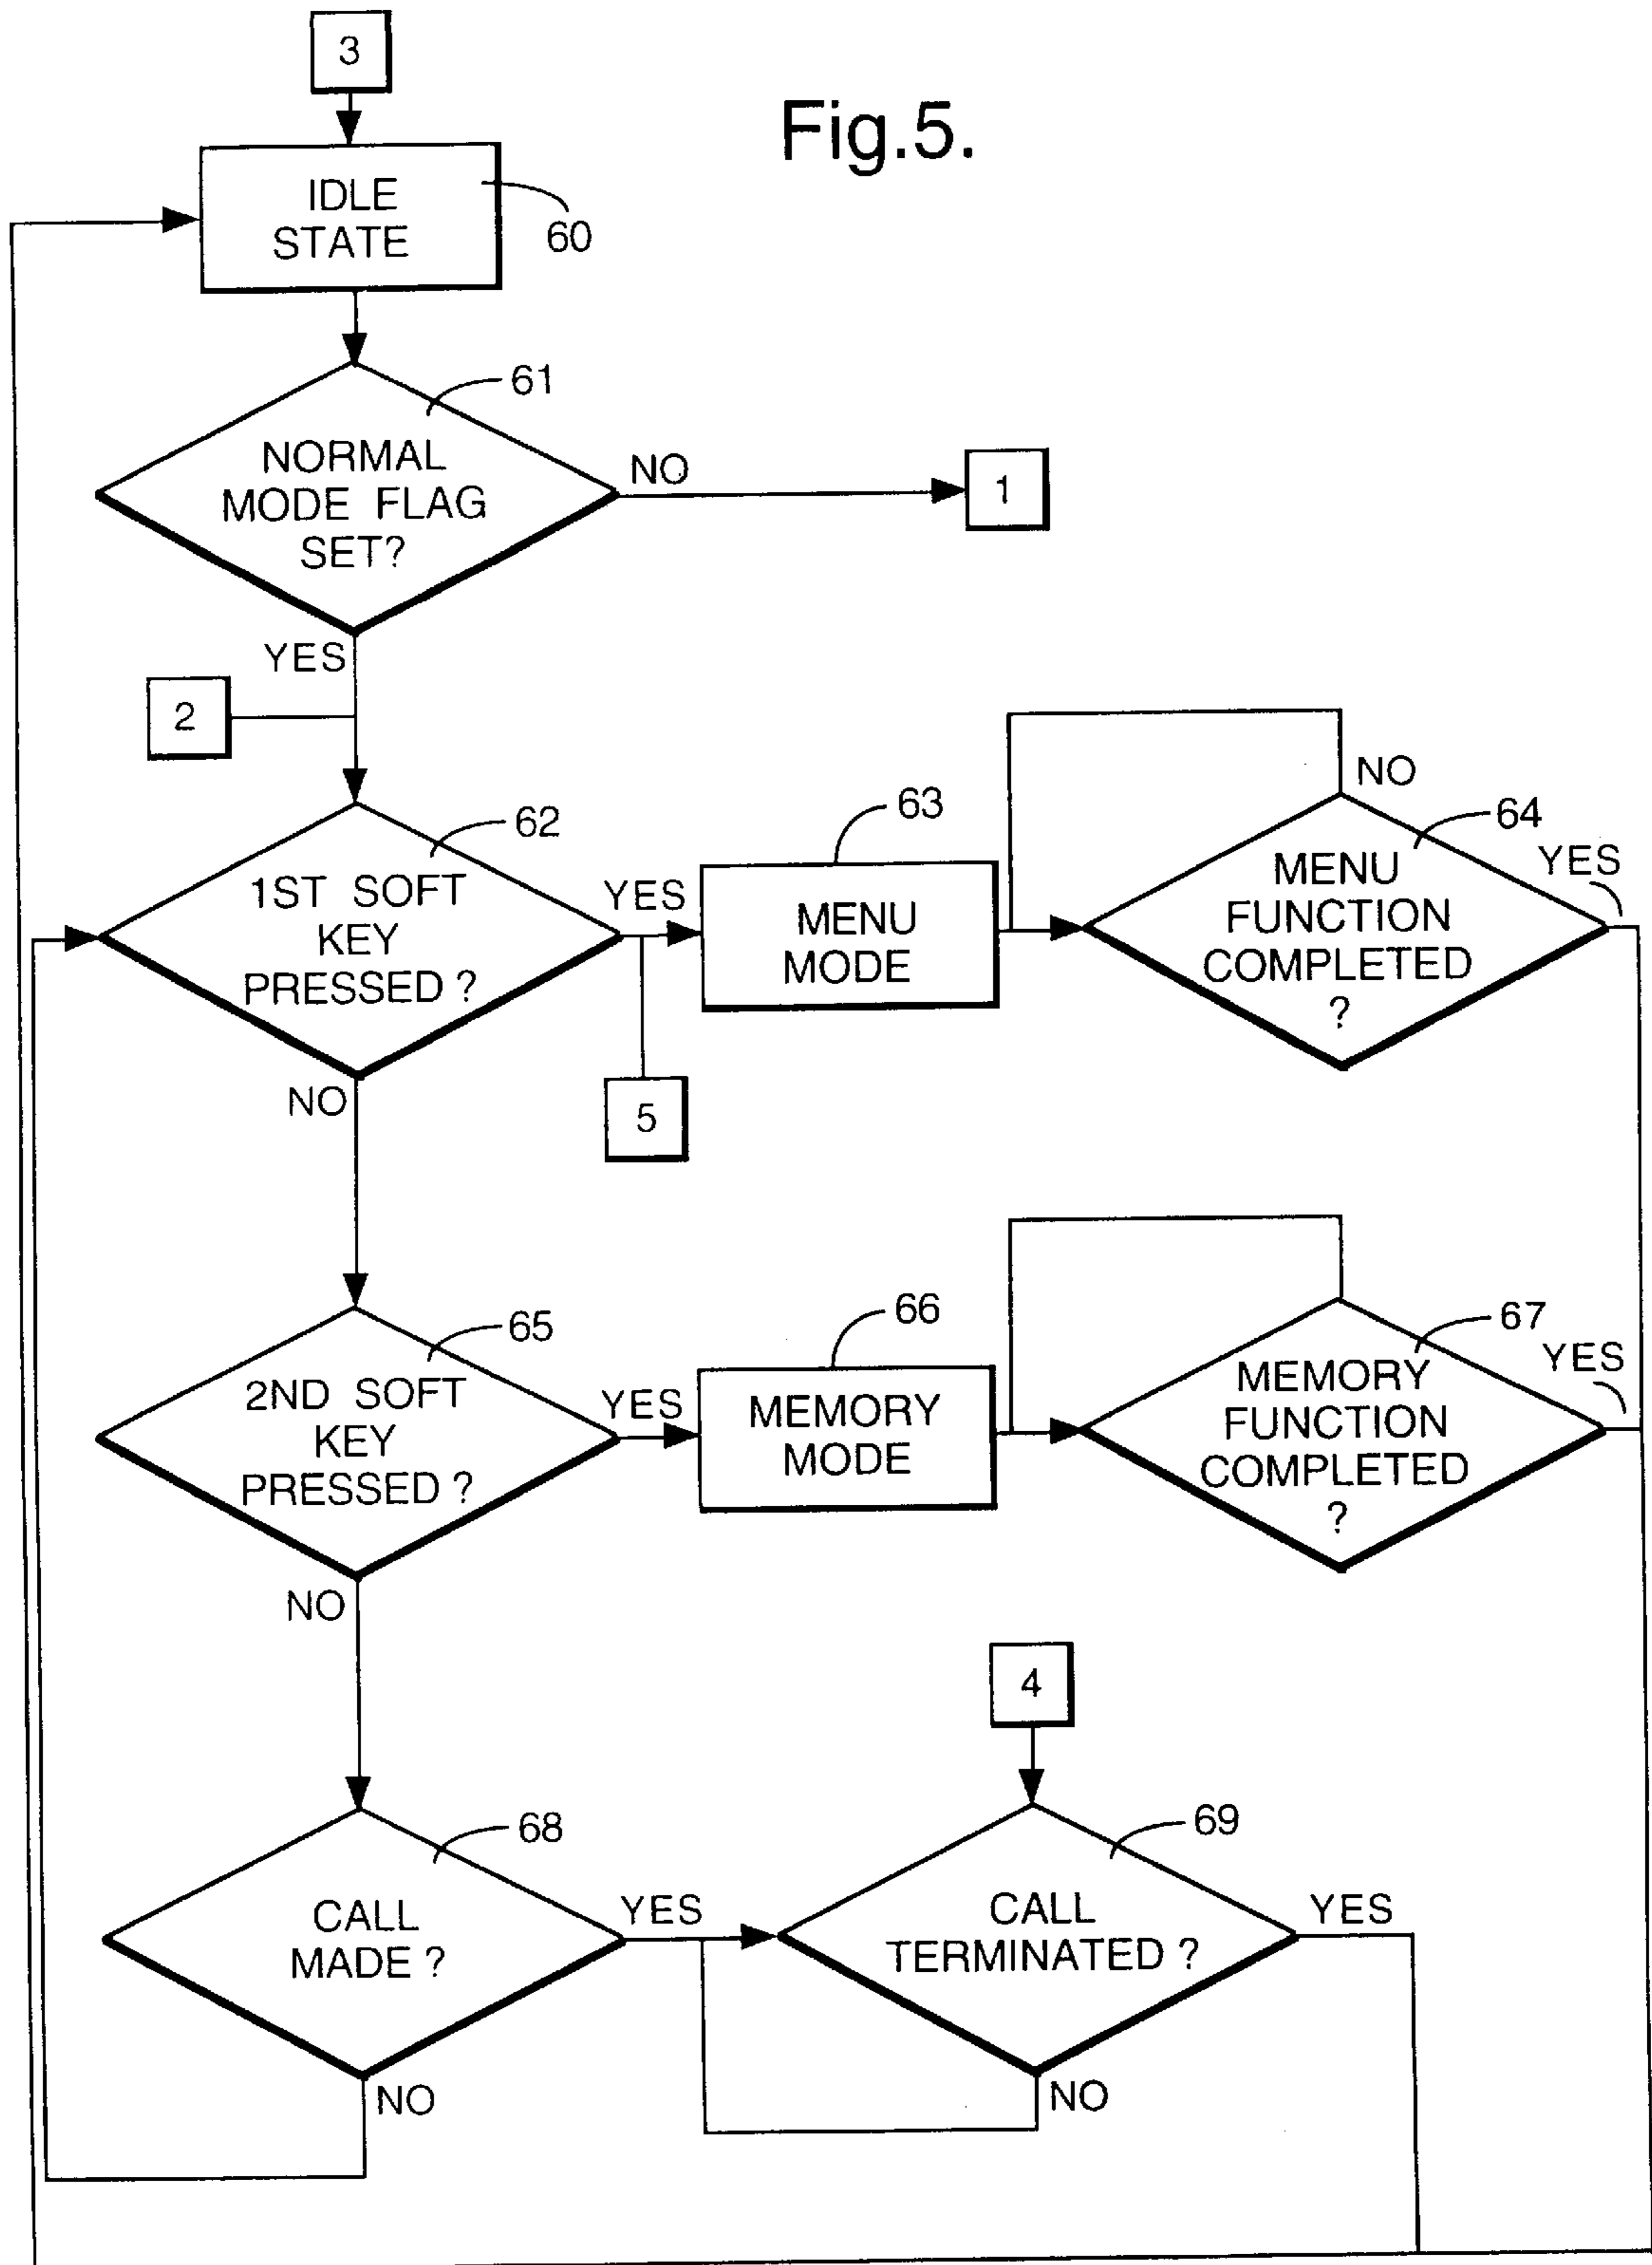 3
Fig.5.
IDLE
STATE
60
61
NORMAL
MODE FLAG
SET?
NO
1
YES
2
62
1ST SOFT
KEY
PRESSED ?
YES
5
NO
63
MENU
MODE
NO
64
MENU
FUNCTION
COMPLETED
?
YES
65
2ND SOFT
KEY
PRESSED ?
YES
NO
66
MEMORY
MODE
67
MEMORY
FUNCTION
COMPLETED
?
YES
4
68
CALL
MADE ?
YES
NO
69
CALL
TERMINATED ?
YES
NO